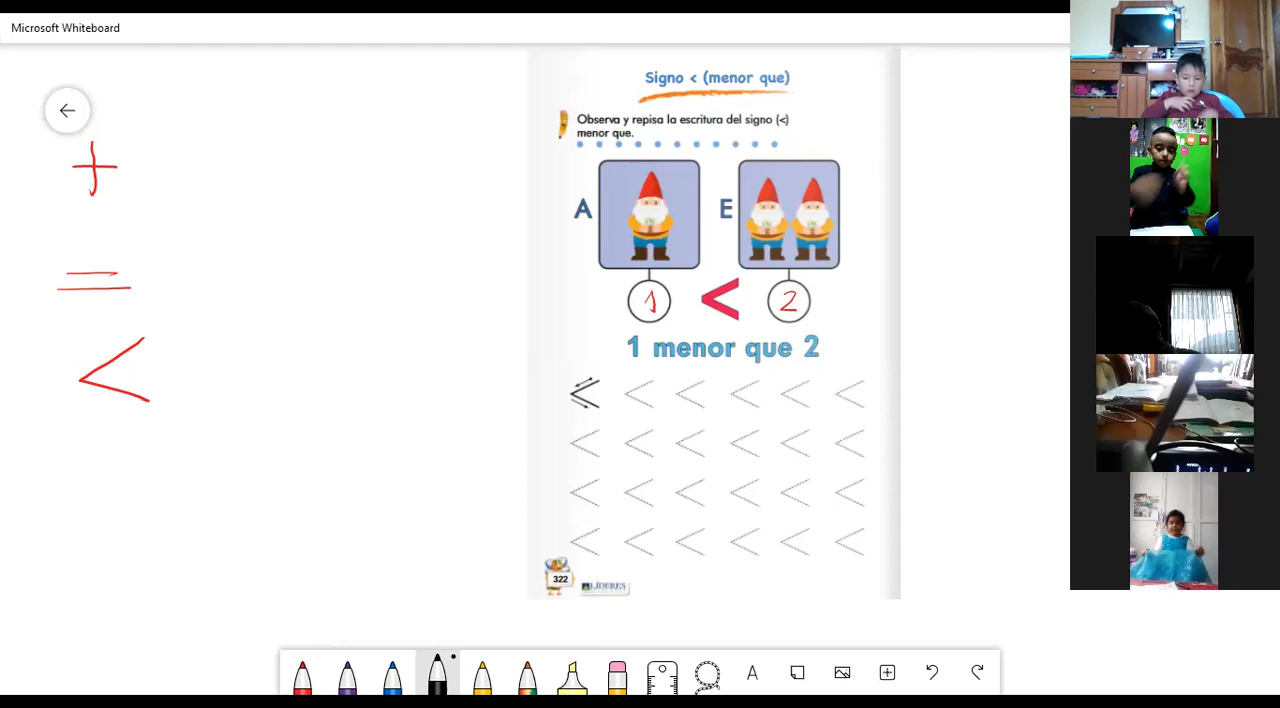 Microsoft Whiteboard
+
=
<
Signo < (menor que)
Observa y repisa la escritura del signo (<)
menor que.
A
E
1 < 2
1 menor que 2
< < < < < <
< < < < < <
< < < < < <
< < < < < <
322
LÍDERES
A